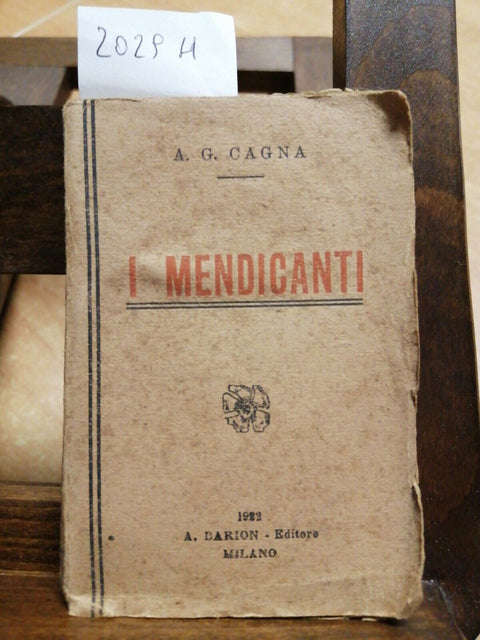 2029 H
A. G. CAGNA
I MENDICANTI
1922
A. BARION - Editore
MILANO